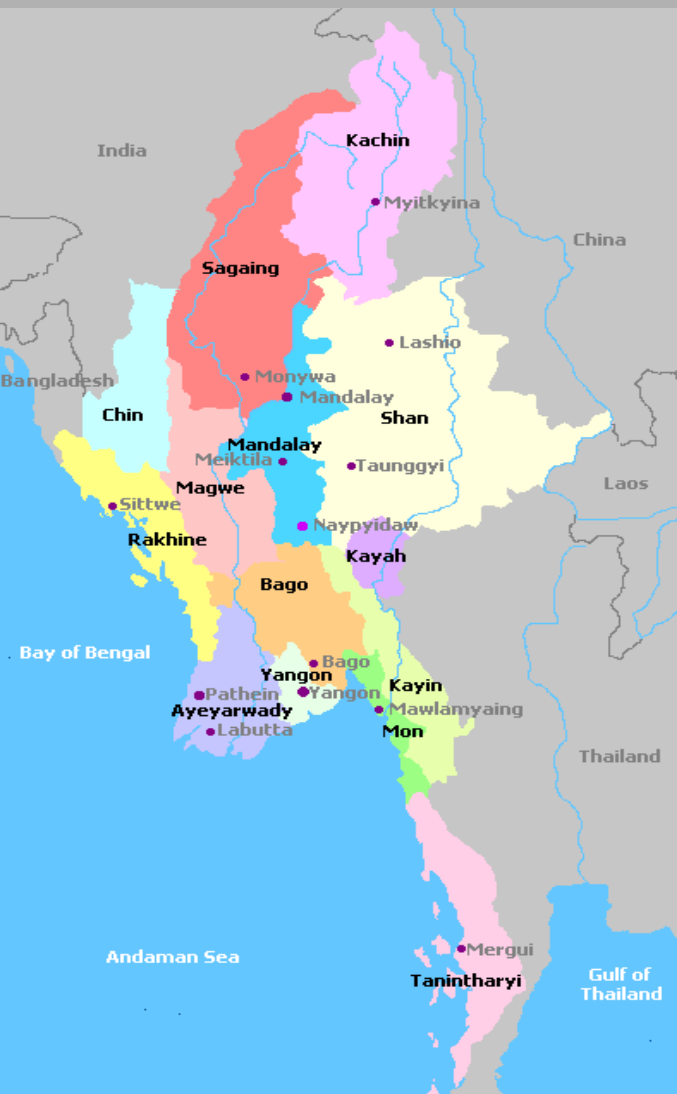 Kachin
India
Myitkyina
China
Sagaing
Lashio
Bangladesh
Monywa
Mandalay
Chin
Shan
Mandalay
Meiktila
Taunggyi
Magwe
Laos
Sittwe
Naypyidaw
Rakhine
Kayah
Bago
Bay of Bengal
Bago
Yangon
Kayin
Pathein
Yangon
Ayeyarwady
Mawlamyaing
Labutta
Mon
Thailand
Mergui
Andaman Sea
Tanintharyi
Gulf of
Thailand